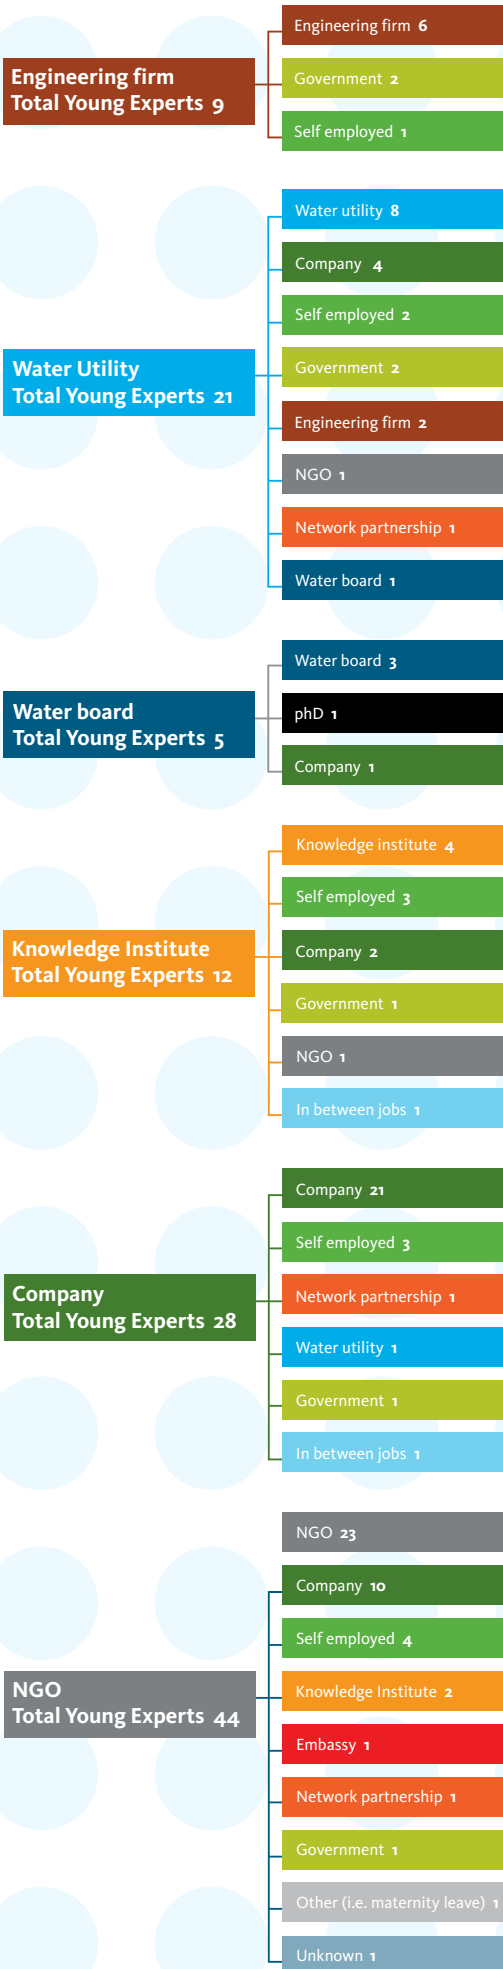 Engineering firm
Total Young Experts 9
Engineering firm 6
Government 2
Self employed 1
Water Utility
Total Young Experts 21
Water utility 8
Company 4
Self employed 2
Government 2
Engineering firm 2
NGO 1
Network partnership 1
Water board 1
Water board
Total Young Experts 5
Water board 3
phD 1
Company 1
Knowledge Institute
Total Young Experts 12
Knowledge institute 4
Self employed 3
Company 2
Government 1
NGO 1
In between jobs 1
Company
Total Young Experts 28
Company 21
Self employed 3
Network partnership 1
Water utility 1
Government 1
In between jobs 1
NGO
Total Young Experts 44
NGO 23
Company 10
Self employed 4
Knowledge Institute 2
Embassy 1
Network partnership 1
Government 1
Other (i.e. maternity leave) 1
Unknown 1